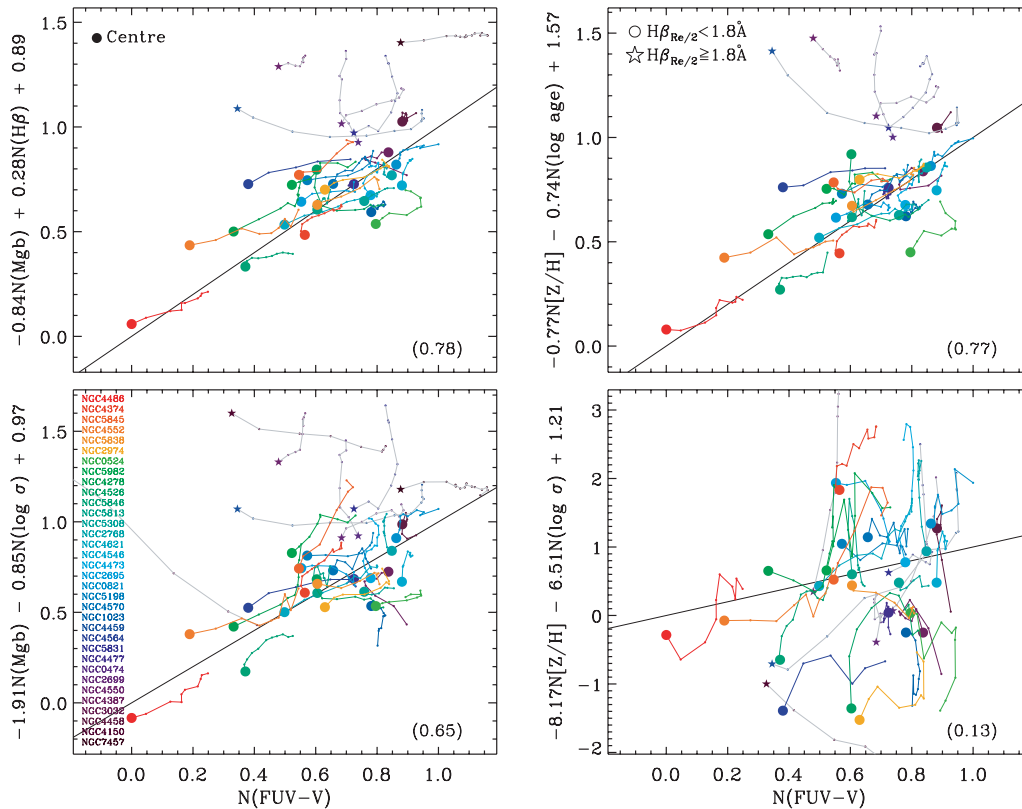 ● Centre
−0.84N(Mgb) + 0.28N(Hβ) + 0.89
1.5
1.0
0.5
0.0
(0.78)
○ Hβ Re/2 <1.8Å
☆ Hβ Re/2 ≧1.8Å
−0.77N[Z/H] − 0.74N(log age) + 1.57
1.5
1.0
0.5
0.0
(0.77)
−1.91N(Mgb) − 0.85N(log σ) + 0.97
1.5
1.0
0.5
0.0
NGC4486
NGC4374
NGC5845
NGC4552
NGC5838
NGC2974
NGC0524
NGC5982
NGC4278
NGC4526
NGC5846
NGC5813
NGC5308
NGC2768
NGC4621
NGC4546
NGC4473
NGC2695
NGC0821
NGC5198
NGC4570
NGC1023
NGC4459
NGC4564
NGC5831
NGC4477
NGC0474
NGC2699
NGC4550
NGC4387
NGC3032
NGC4458
NGC4150
NGC7457
(0.65)
0.0 0.2 0.4 0.6 0.8 1.0
N(FUV−V)
−8.17N[Z/H] − 6.51N(log σ) + 1.21
3
2
1
0
−1
−2
(0.13)
0.0 0.2 0.4 0.6 0.8 1.0
N(FUV−V)